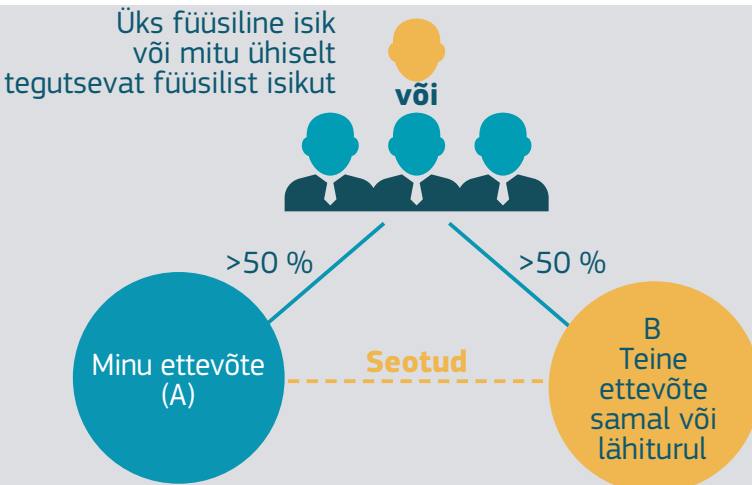 Üks füüsiline isik
või mitu ühiselt
tegutsevat füüsilist isikut
või
>50 %
>50 %
Minu ettevõte
(A)
Seotud
B
Teine
ettevõte
samal või
lähiturul